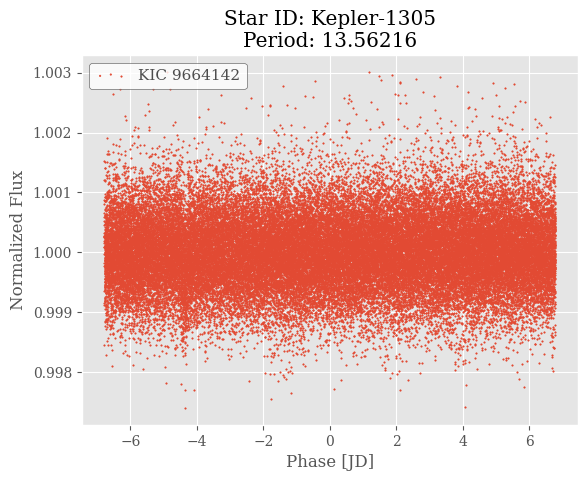 Star ID: Kepler-1305
Period: 13.56216
KIC 9664142
1.003
1.002
1.001
1.000
0.999
0.998
Normalized Flux
−6
−4
−2
0
2
4
6
Phase [JD]